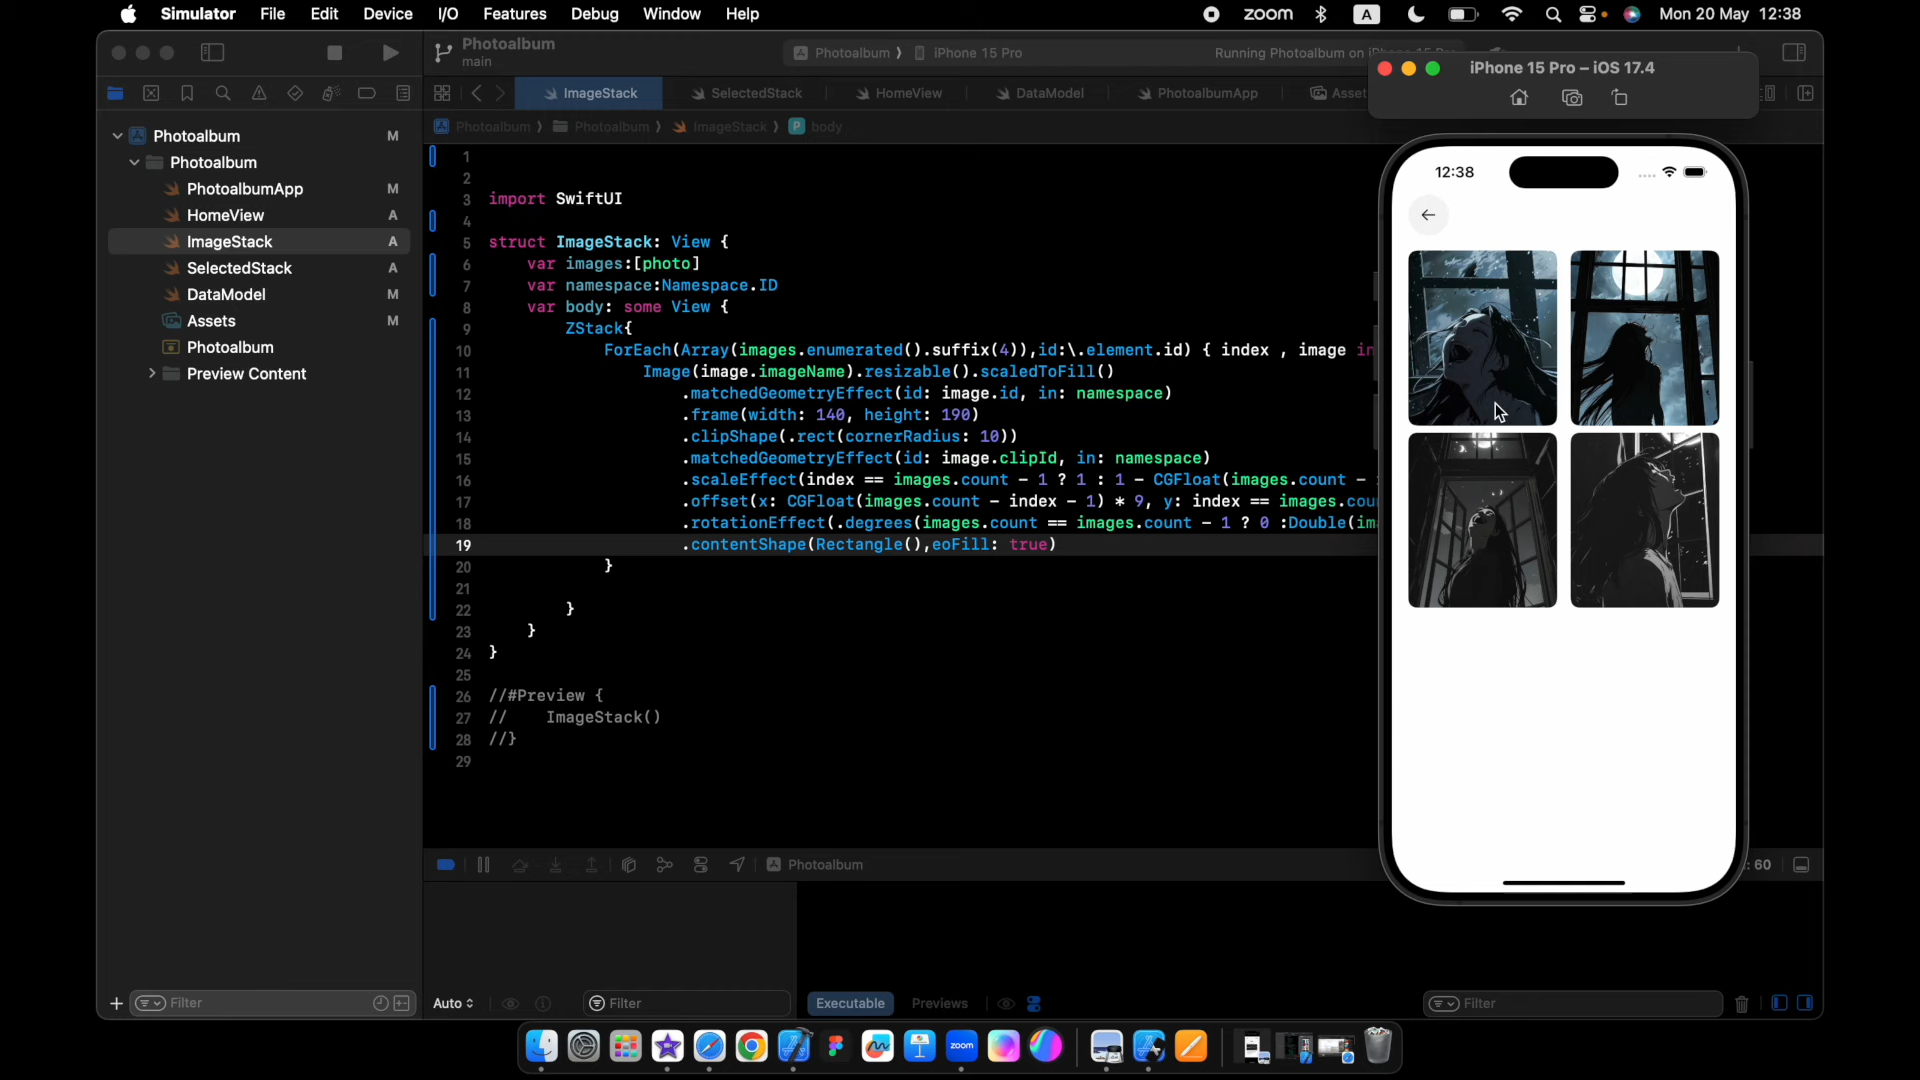 Simulator File Edit Device I/O Features Debug Window Help zoom A Mon 20 May 12:38
Photoalbum
main
Photoalbum iPhone 15 Pro
Running Photoalbum on
iPhone 15 Pro – iOS 17.4
ImageStack SelectedStack HomeView DataModel PhotoalbumApp
Photoalbum Photoalbum ImageStack P body
Photoalbum M
Photoalbum
PhotoalbumApp M
HomeView A
ImageStack A
SelectedStack A
DataModel M
Assets M
Photoalbum
Preview Content
1
2
3 import SwiftUI
4
5 struct ImageStack: View {
6 var images:[photo]
7 var namespace:Namespace.ID
8 var body: some View {
9 ZStack{
10 ForEach(Array(images.enumerated().suffix(4)),id:\.element.id) { index , image in
11 Image(image.imageName).resizable().scaledToFill()
12 .matchedGeometryEffect(id: image.id, in: namespace)
13 .frame(width: 140, height: 190)
14 .clipShape(.rect(cornerRadius: 10))
15 .matchedGeometryEffect(id: image.clipId, in: namespace)
16 .scaleEffect(index == images.count - 1 ? 1 : 1 - CGFloat(images.count -
17 .offset(x: CGFloat(images.count - index - 1) * 9, y: index == images.cou
18 .rotationEffect(.degrees(images.count == images.count - 1 ? 0 :Double(im
19 .contentShape(Rectangle(),eoFill: true)
20 }
21
22 }
23 }
24 }
25
26 //#Preview {
27 // ImageStack()
28 //}
29
12:38
Photoalbum
: 60
Filter
Auto
Filter
Executable Previews
Filter
zoom